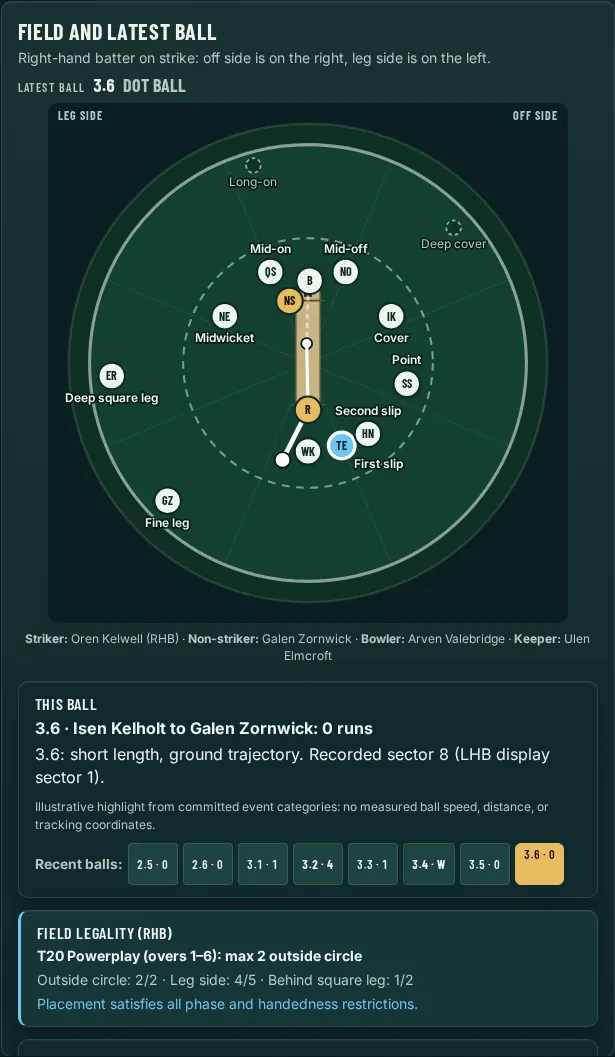 FIELD AND LATEST BALL
Right-hand batter on strike: off side is on the right, leg side is on the left.
LATEST BALL 3.6 DOT BALL
LEG SIDE
OFF SIDE
Long-on
Deep cover
Mid-on
Mid-off
QS
B
NO
NS
NE
IK
Midwicket
Cover
Point
ER
SS
Deep square leg
R
Second slip
HN
TE
WK
First slip
GZ
Fine leg
Striker: Oren Kelwell (RHB) · Non-striker: Galen Zornwick · Bowler: Arven Valebridge · Keeper: Ulen
Elmcroft
THIS BALL
3.6 · Isen Kelholt to Galen Zornwick: 0 runs
3.6: short length, ground trajectory. Recorded sector 8 (LHB display
sector 1).
Illustrative highlight from committed event categories: no measured ball speed, distance, or
tracking coordinates.
Recent balls: 2.5 · 0 2.6 · 0 3.1 · 1 3.2 · 4 3.3 · 1 3.4 · W 3.5 · 0 3.6 · 0
FIELD LEGALITY (RHB)
T20 Powerplay (overs 1–6): max 2 outside circle
Outside circle: 2/2 · Leg side: 4/5 · Behind square leg: 1/2
Placement satisfies all phase and handedness restrictions.